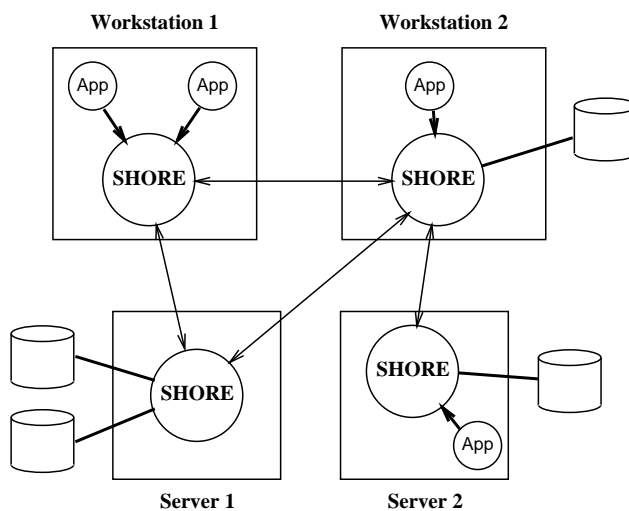 Workstation 1
Workstation 2
App
App
App
SHORE
SHORE
SHORE
SHORE
App
Server 1
Server 2